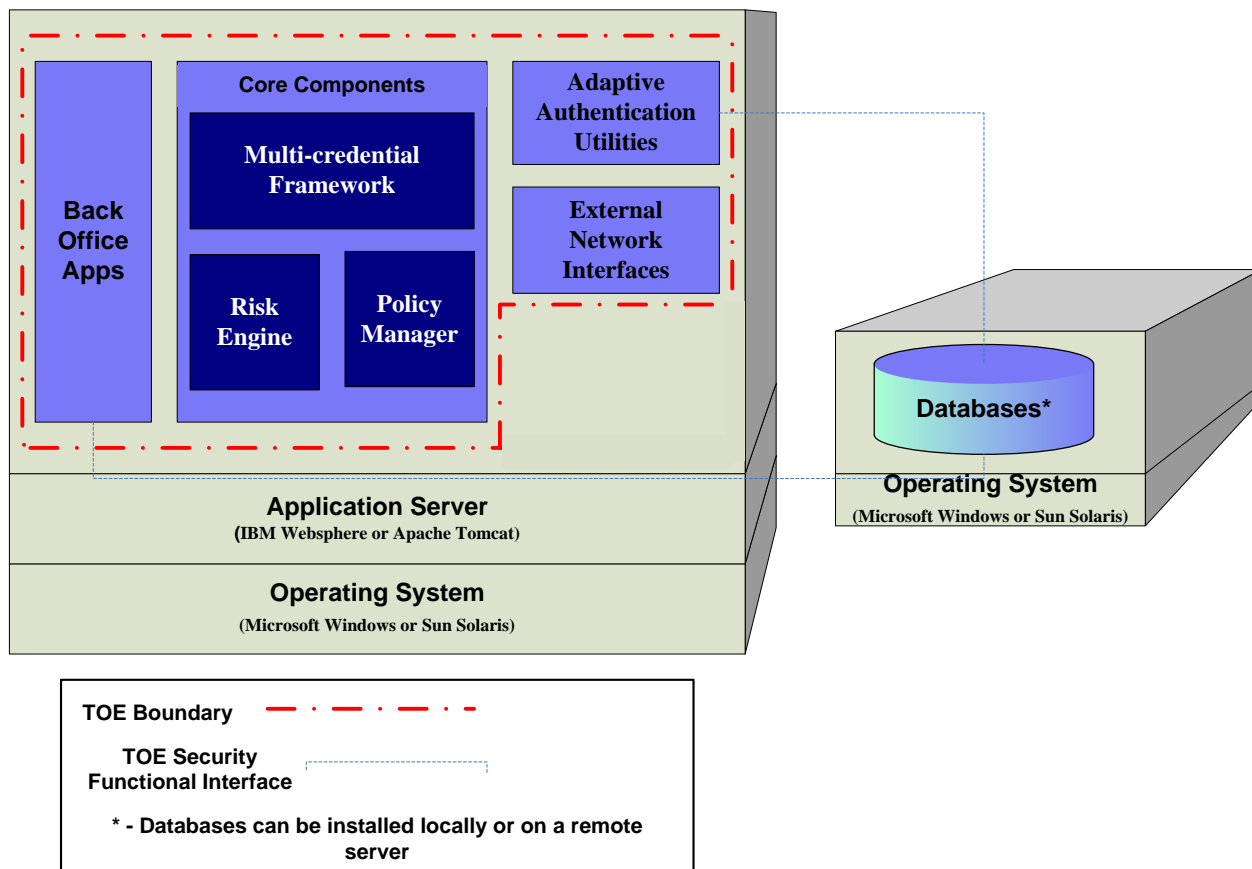 Back
Office
Apps
Core Components
Multi-credential
Framework
Risk
Engine
Policy
Manager
Adaptive
Authentication
Utilities
External
Network
Interfaces
Databases*
Operating System
(Microsoft Windows or Sun Solaris)
Application Server
(IBM Websphere or Apache Tomcat)
Operating System
(Microsoft Windows or Sun Solaris)
TOE Boundary
TOE Security
Functional Interface
* - Databases can be installed locally or on a remote
server